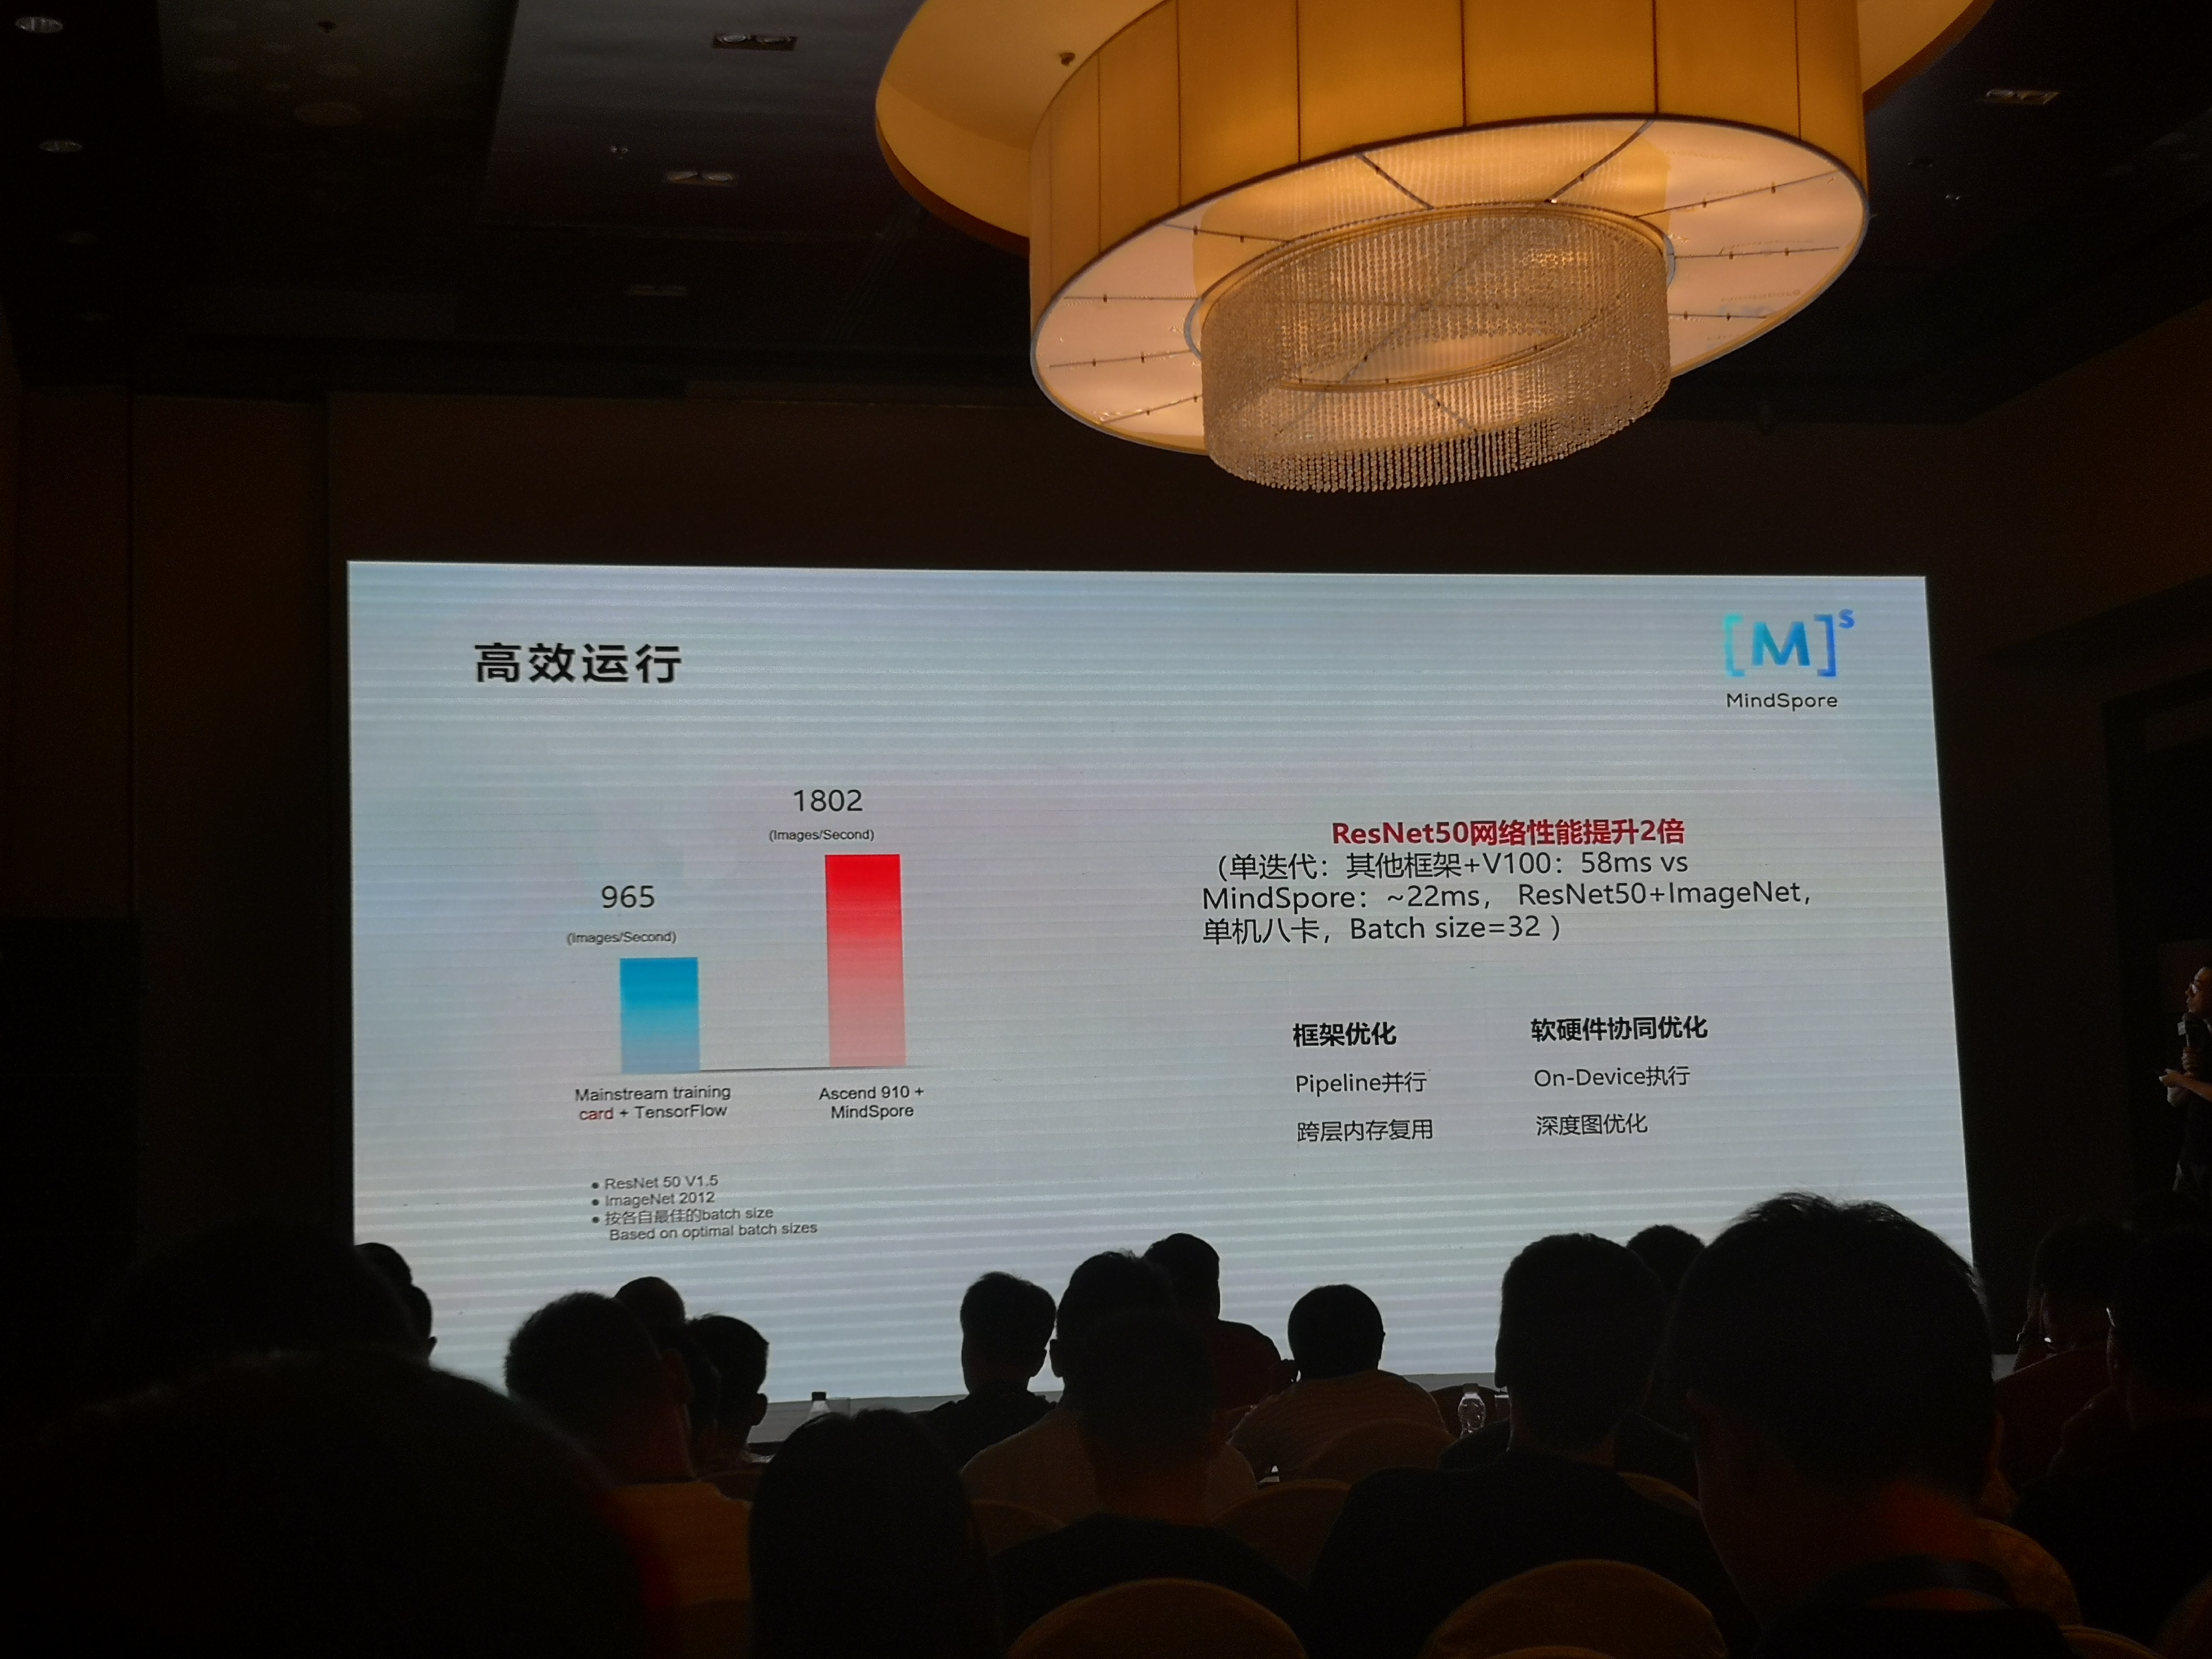 高效运行
[M]s
MindSpore
1802
(Images/Second)
965
(Images/Second)
Mainstream training
card + TensorFlow
Ascend 910 +
MindSpore
● ResNet 50 V1.5
● ImageNet 2012
● 按各自最佳的batch size
Based on optimal batch sizes
ResNet50网络性能提升2倍
（单迭代：其他框架+V100：58ms vs
MindSpore：~22ms， ResNet50+ImageNet，
单机八卡，Batch size=32 ）
框架优化
Pipeline并行
跨层内存复用
软硬件协同优化
On-Device执行
深度图优化